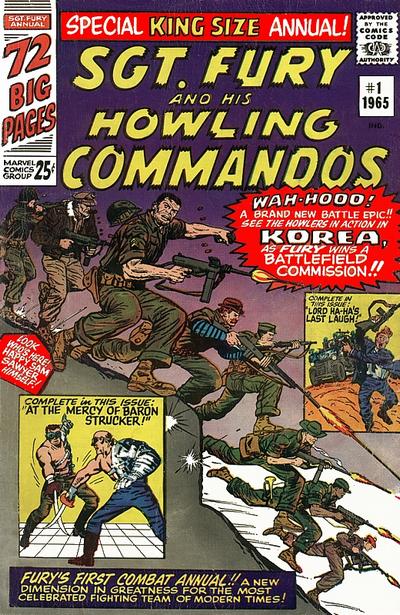 SGT. FURY
ANNUAL
72
BIG
PAGES
MARVEL
COMICS
GROUP
25¢
SPECIAL KING SIZE ANNUAL!
APPROVED
BY THE
COMICS
CODE
CA
AUTHORITY
#1
1965
IND.
SGT. FURY
AND HIS
HOWLING
COMMANDOS
WAH-HOOO!
A BRAND NEW BATTLE EPIC!!
SEE THE HOWLERS IN ACTION IN
KOREA,
AS FURY WINS A
BATTLEFIELD
COMMISSION!!
COMPLETE IN
THIS ISSUE:
"LORD HA-HA'S
LAST LAUGH!"
LOOK
WHO'S HERE:
HAPPY SAM
SAWYER
HIMSELF!
COMPLETE IN THIS ISSUE:
"AT THE MERCY OF BARON
STRUCKER!"
FURY'S FIRST COMBAT ANNUAL!! A NEW
DIMENSION IN GREATNESS FOR THE MOST
CELEBRATED FIGHTING TEAM OF MODERN TIMES!